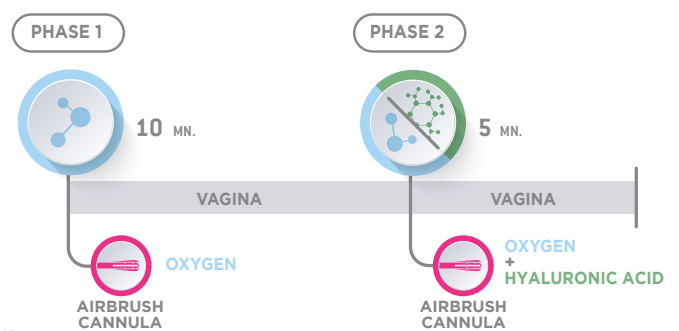 PHASE 1
PHASE 2
10 MN.
5 MN.
VAGINA
VAGINA
OXYGEN
AIRBRUSH
CANNULA
OXYGEN
+
HYALURONIC ACID
AIRBRUSH
CANNULA